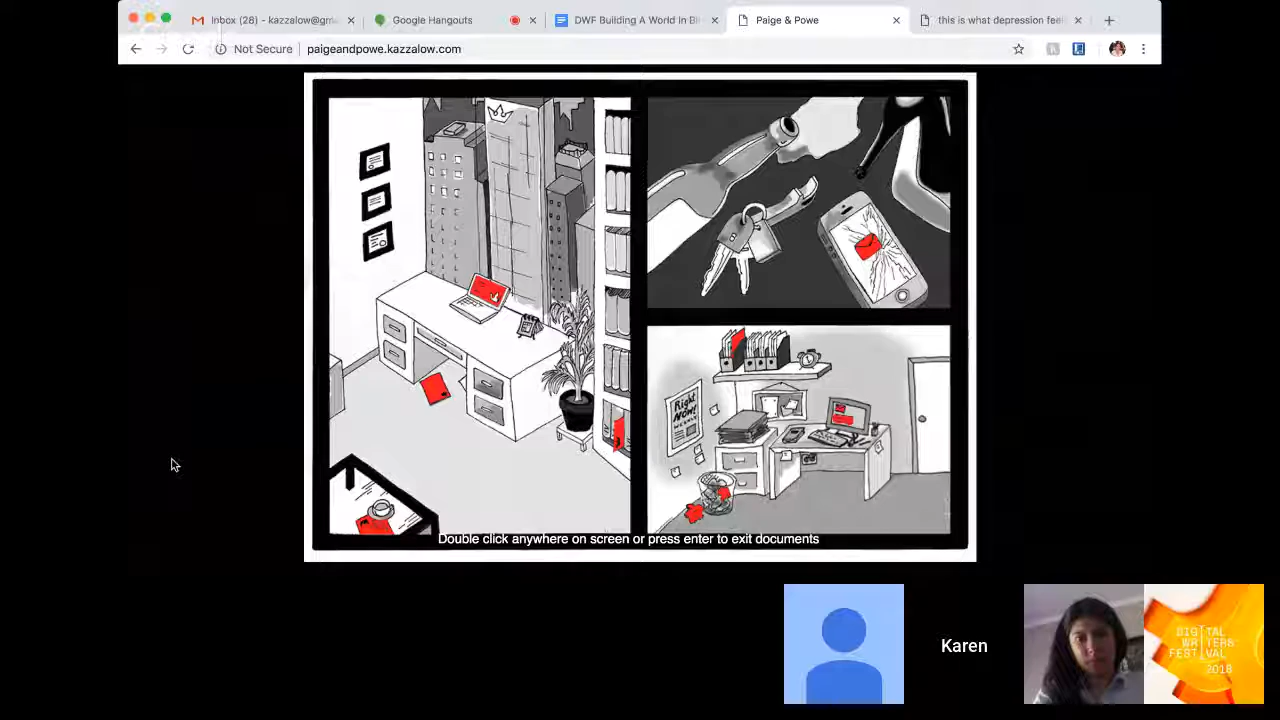 Inbox (28) - kazzalow@gm
Google Hangouts
DWF Building A World In Bi
Paige & Powe
this is what depression feel
Not Secure
paigeandpowe.kazzalow.com
Right
NOW!
WEEKLY
Double click anywhere on screen or press enter to exit documents
Karen
DIGITAL
WRITERS
FESTIVAL
2018